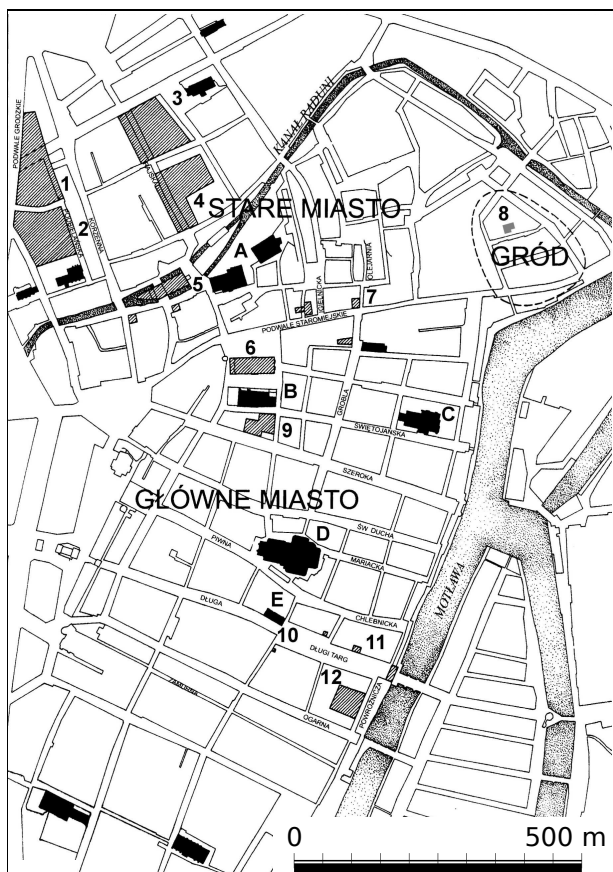 PODWALE GRODZKIE
3
KANAŁ RADUNI
1
4
STARE MIASTO
2
8
A
GRÓD
5
OLEJARNA
7
PODWALE STAROMIEJSKIE
6
B
GROBLA
C
9
ŚWIĘTOJAŃSKA
SZEROKA
GŁÓWNE MIASTO
ŚW. DUCHA
D
PIWNA
MARIACKA
MOTŁAWA
DŁUGA
E
CHLEBNICKA
10
11
DŁUGI TARG
12
ZAMURNA
POWROŹNICZA
OGARNA
0
500 m